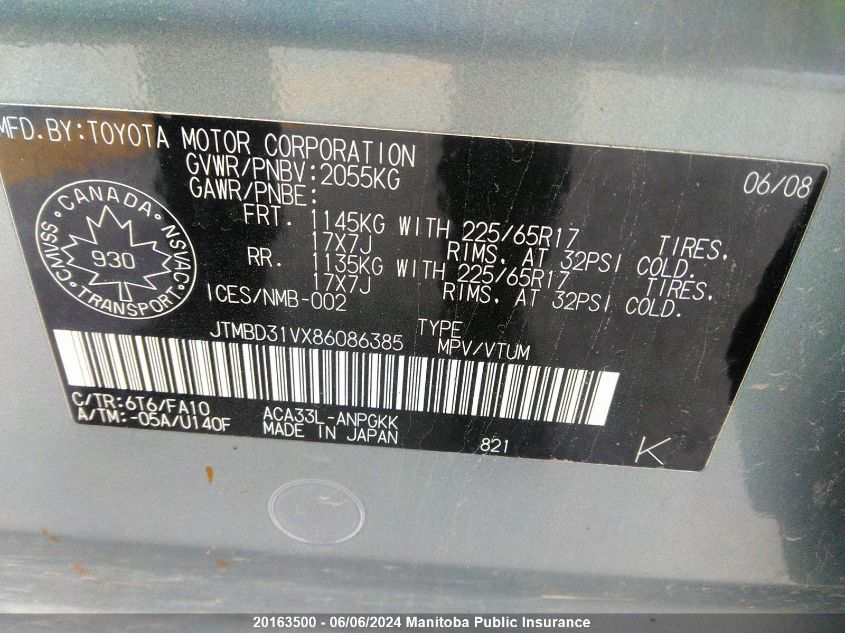 MFD.BY:TOYOTA MOTOR CORPORATION 06/08
GVWR/PNBV:2055KG
GAWR/PNBE:
FRT. 1145KG WITH 225/65R17 TIRES,
17X7J RIMS, AT 32PSI COLD.
RR. 1135KG WITH 225/65R17 TIRES,
17X7J RIMS, AT 32PSI COLD.
ICES/NMB-002
CANADA
CMVSS 930 NSVAC
TRANSPORT
JTMBD31VX86086385 TYPE
MPV/VTUM
C/TR:6T6/FA10 ACA33L-ANPGKK
A/TM:-05A/U140F MADE IN JAPAN 821 K
20163500 - 06/06/2024 Manitoba Public Insurance